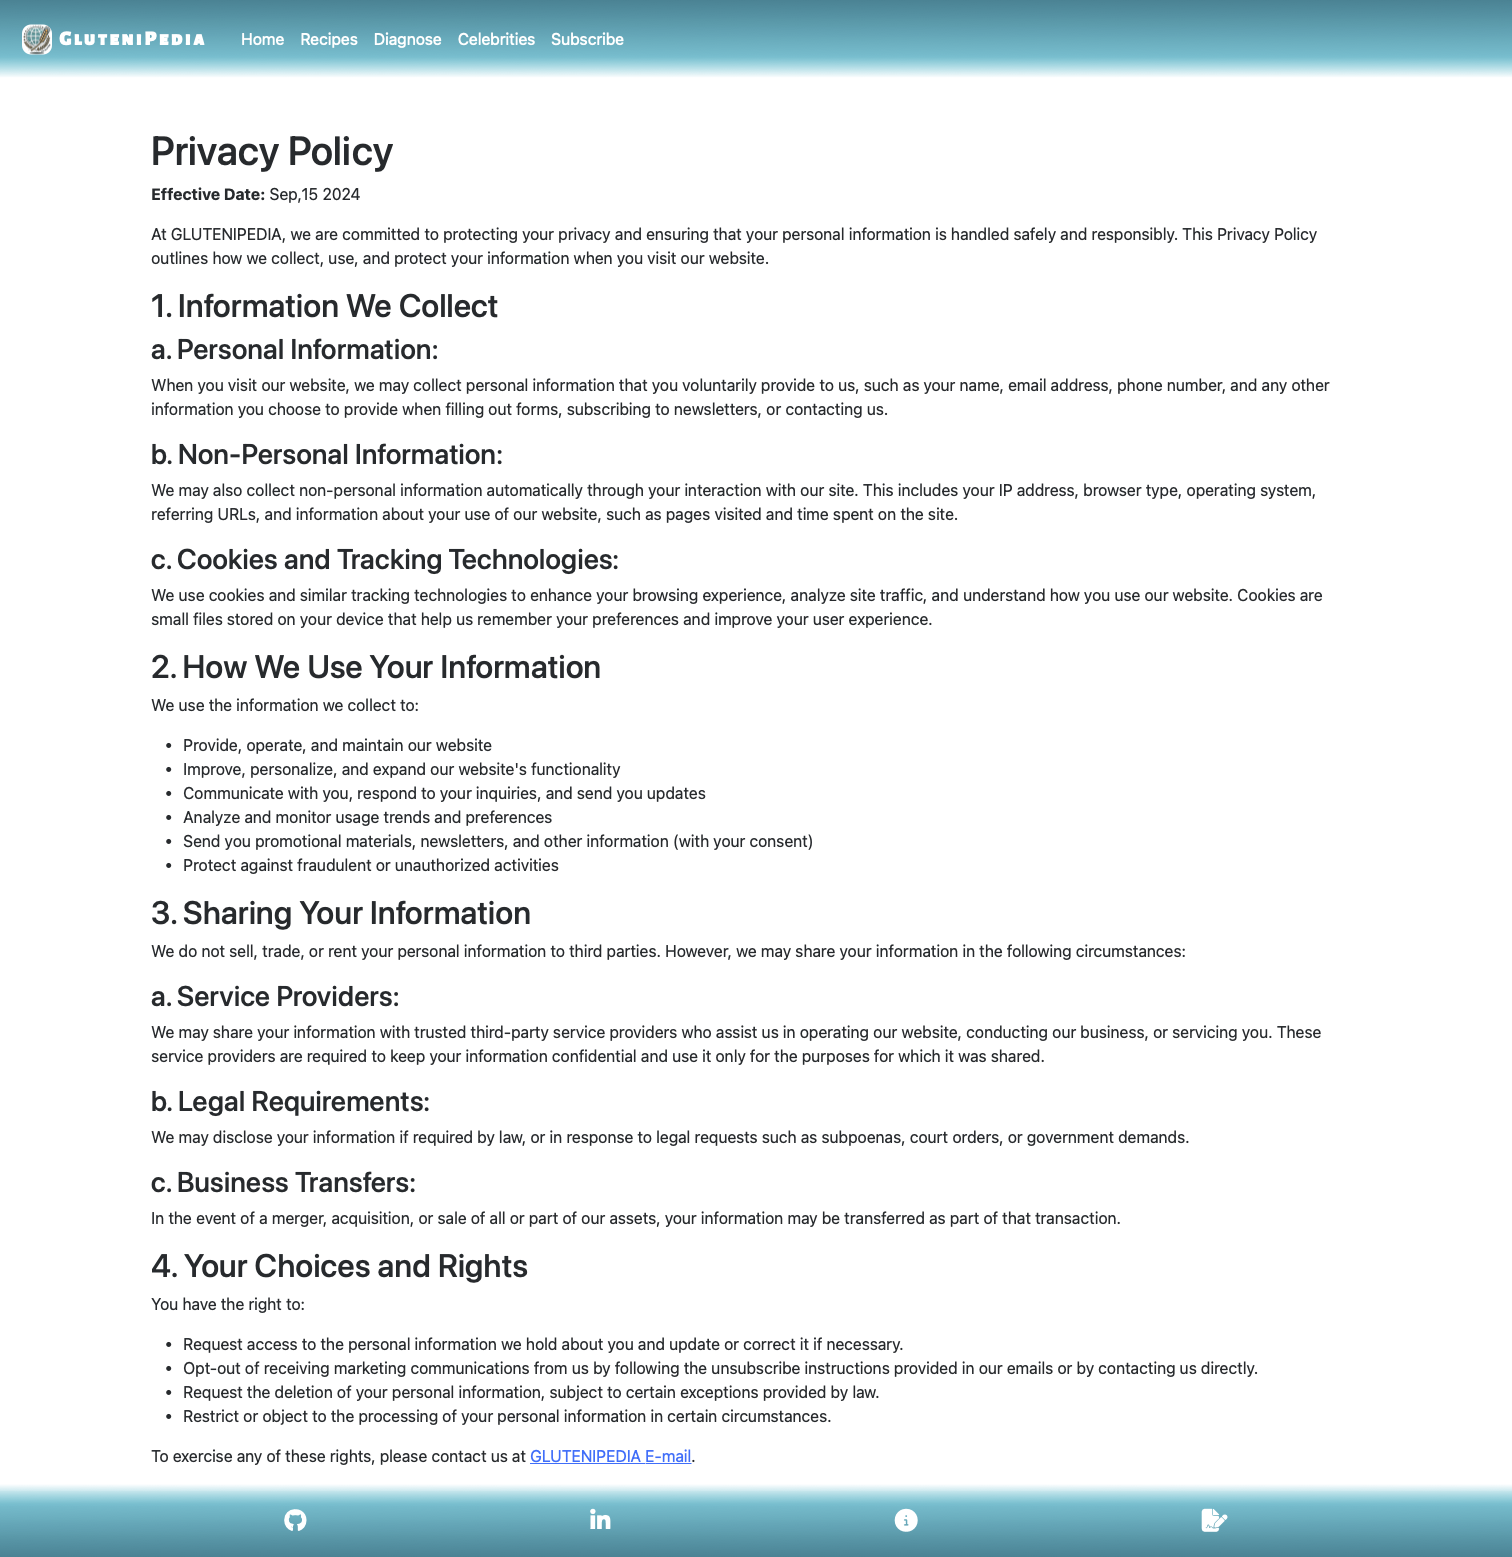 GLUTENIPEDIA Home Recipes Diagnose Celebrities Subscribe
Privacy Policy
Effective Date: Sep,15 2024
At GLUTENIPEDIA, we are committed to protecting your privacy and ensuring that your personal information is handled safely and responsibly. This Privacy Policy
outlines how we collect, use, and protect your information when you visit our website.
1. Information We Collect
a. Personal Information:
When you visit our website, we may collect personal information that you voluntarily provide to us, such as your name, email address, phone number, and any other
information you choose to provide when filling out forms, subscribing to newsletters, or contacting us.
b. Non-Personal Information:
We may also collect non-personal information automatically through your interaction with our site. This includes your IP address, browser type, operating system,
referring URLs, and information about your use of our website, such as pages visited and time spent on the site.
c. Cookies and Tracking Technologies:
We use cookies and similar tracking technologies to enhance your browsing experience, analyze site traffic, and understand how you use our website. Cookies are
small files stored on your device that help us remember your preferences and improve your user experience.
2. How We Use Your Information
We use the information we collect to:
• Provide, operate, and maintain our website
• Improve, personalize, and expand our website's functionality
• Communicate with you, respond to your inquiries, and send you updates
• Analyze and monitor usage trends and preferences
• Send you promotional materials, newsletters, and other information (with your consent)
• Protect against fraudulent or unauthorized activities
3. Sharing Your Information
We do not sell, trade, or rent your personal information to third parties. However, we may share your information in the following circumstances:
a. Service Providers:
We may share your information with trusted third-party service providers who assist us in operating our website, conducting our business, or servicing you. These
service providers are required to keep your information confidential and use it only for the purposes for which it was shared.
b. Legal Requirements:
We may disclose your information if required by law, or in response to legal requests such as subpoenas, court orders, or government demands.
c. Business Transfers:
In the event of a merger, acquisition, or sale of all or part of our assets, your information may be transferred as part of that transaction.
4. Your Choices and Rights
You have the right to:
• Request access to the personal information we hold about you and update or correct it if necessary.
• Opt-out of receiving marketing communications from us by following the unsubscribe instructions provided in our emails or by contacting us directly.
• Request the deletion of your personal information, subject to certain exceptions provided by law.
• Restrict or object to the processing of your personal information in certain circumstances.
To exercise any of these rights, please contact us at GLUTENIPEDIA E-mail.